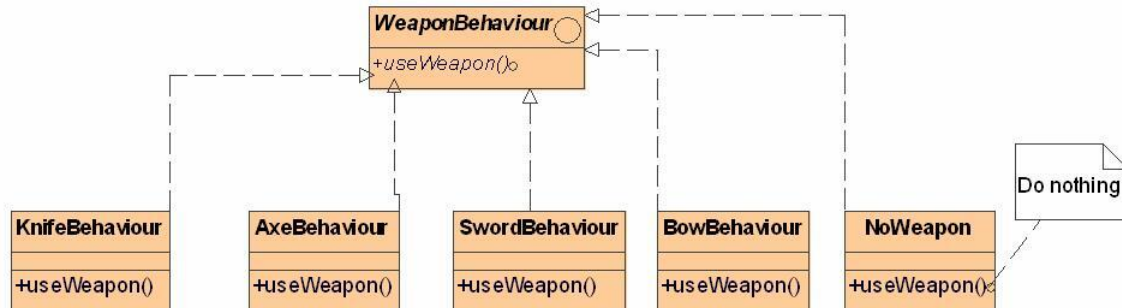 WeaponBehaviour
+useWeapon()
Do nothing
KnifeBehaviour
AxeBehaviour
SwordBehaviour
BowBehaviour
NoWeapon
+useWeapon()
+useWeapon()
+useWeapon()
+useWeapon()
+useWeapon()